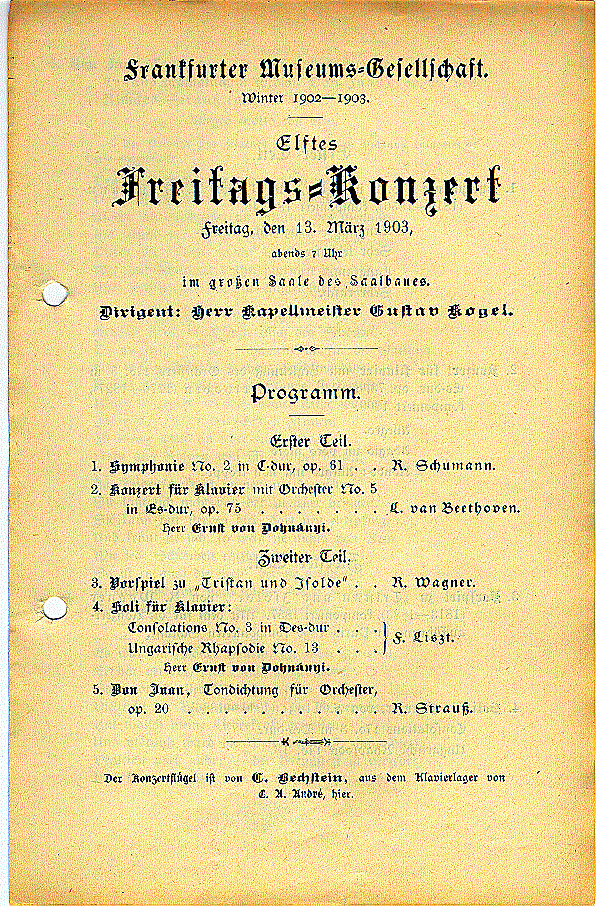 Frankfurter Museums-Gesellschaft.
Winter 1902—1903.
Elftes
Freitags-Konzert
Freitag, den 13. März 1903,
abends 7 Uhr
im großen Saale des Saalbaues.
Dirigent: Herr Kapellmeister Gustav Kogel.
Programm.
Erster Teil.
1. Symphonie No. 2 in C-dur, op. 61 . . R. Schumann.
2. Konzert für Klavier mit Orchester No. 5
in Es-dur, op. 75 . . . . . . . L. van Beethoven.
Herr Ernst von Dohnányi.
Zweiter Teil.
3. Vorspiel zu „Tristan und Isolde“ . . R. Wagner.
4. Soli für Klavier:
Consolations No. 3 in Des-dur . . .
Ungarische Rhapsodie No. 13 . . .
F. Liszt.
Herr Ernst von Dohnányi.
5. Don Juan, Tondichtung für Orchester,
op. 20 . . . . . . . . . . . R. Strauß.
Der Konzertflügel ist von C. Bechstein, aus dem Klavierlager von
C. A. André, hier.